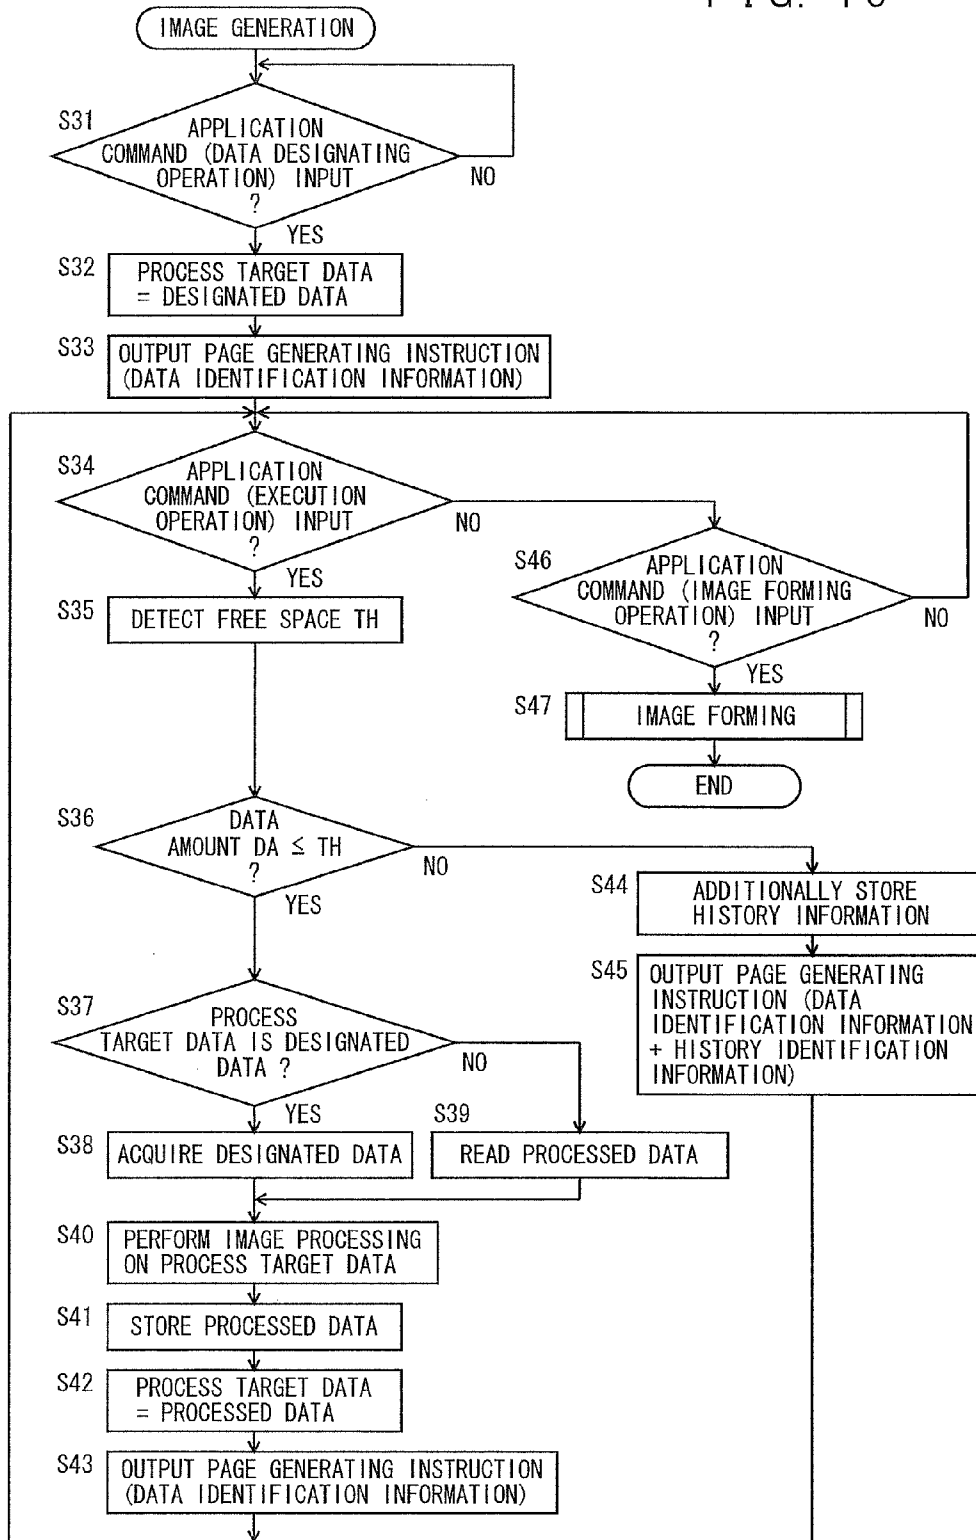 FIG. 10
IMAGE GENERATION
S31
APPLICATION
COMMAND (DATA DESIGNATING
OPERATION) INPUT
?
NO
YES
S32
PROCESS TARGET DATA
= DESIGNATED DATA
S33
OUTPUT PAGE GENERATING INSTRUCTION
(DATA IDENTIFICATION INFORMATION)
S34
APPLICATION
COMMAND (EXECUTION
OPERATION) INPUT
?
NO
YES
S46
APPLICATION
COMMAND (IMAGE FORMING
OPERATION) INPUT
?
NO
YES
S35
DETECT FREE SPACE TH
S47
IMAGE FORMING
END
S36
DATA
AMOUNT DA ≤ TH
?
NO
YES
S44
ADDITIONALLY STORE
HISTORY INFORMATION
S45
OUTPUT PAGE GENERATING
INSTRUCTION (DATA
IDENTIFICATION INFORMATION
+ HISTORY IDENTIFICATION
INFORMATION)
S37
PROCESS
TARGET DATA IS DESIGNATED
DATA ?
NO
YES
S38
ACQUIRE DESIGNATED DATA
S39
READ PROCESSED DATA
S40
PERFORM IMAGE PROCESSING
ON PROCESS TARGET DATA
S41
STORE PROCESSED DATA
S42
PROCESS TARGET DATA
= PROCESSED DATA
S43
OUTPUT PAGE GENERATING INSTRUCTION
(DATA IDENTIFICATION INFORMATION)